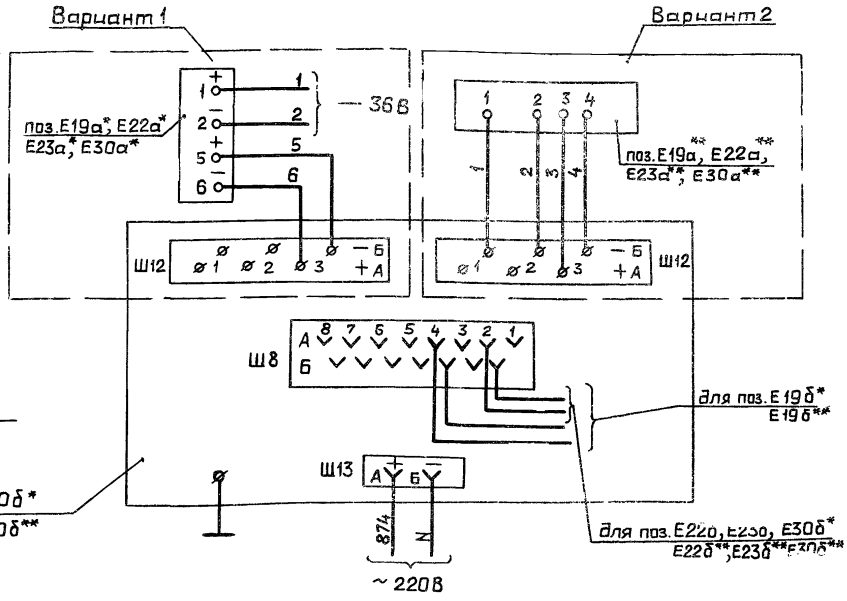 Вариант 1
Вариант 2
+
1
1
− 36В
−
2
2
+
5
5
−
6
6
поз. Е19а*, Е22а*
Е23а*, Е30а*
1 2 3 4
1 2 3 4
поз. Е19а**, Е22а**,
Е23а**, Е30а**
Ш12
1 2 3
− Б
+ А
1 2 3
− Б
+ А
Ш12
Ш8
А 8 7 6 5 4 3 2 1
Б
для поз. Е19б*
Е19б**
Ш13
А + Б −
874
N
~ 220В
0б*
0б**
для поз. Е22б, Е30б*
Е22б**, Е23б** Е30б**